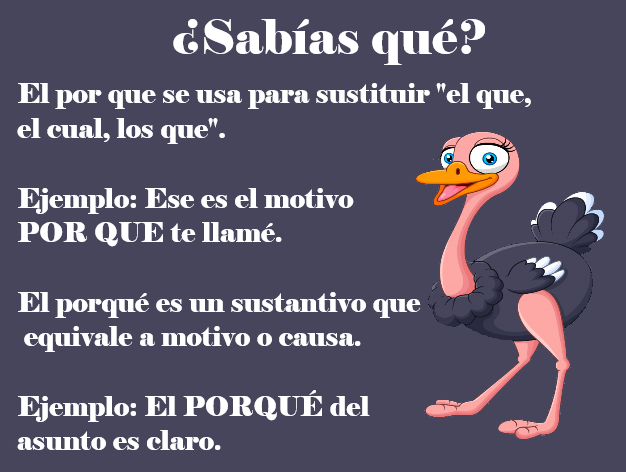 ¿Sabías qué?
El por que se usa para sustituir "el que,
el cual, los que".
Ejemplo: Ese es el motivo
POR QUE te llamé.
El porqué es un sustantivo que
equivale a motivo o causa.
Ejemplo: El PORQUÉ del
asunto es claro.